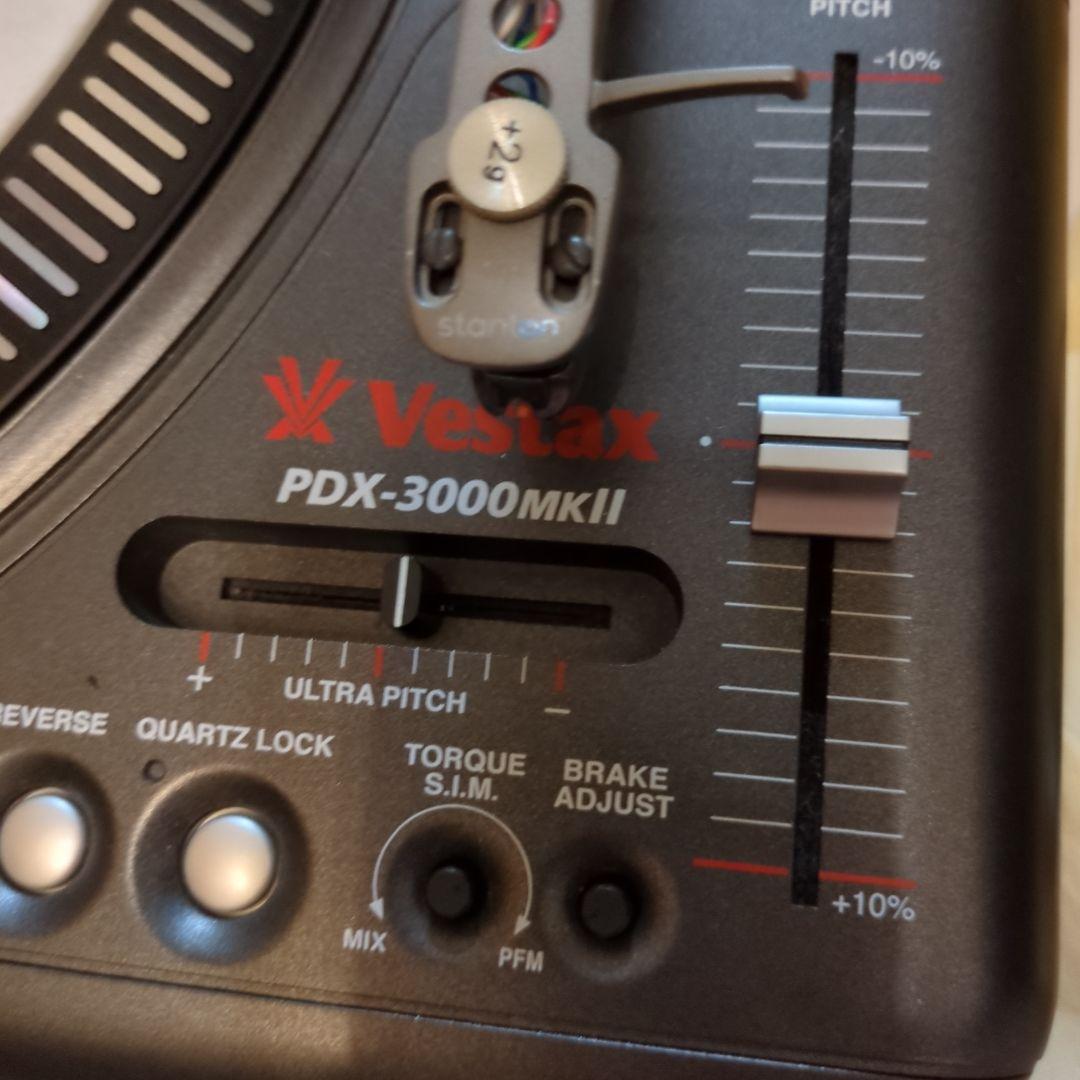 PITCH
-10%
+2g
stanton
Vestax
PDX-3000MKII
+
ULTRA PITCH
–
REVERSE
QUARTZ LOCK
TORQUE
S.I.M.
BRAKE
ADJUST
MIX
PFM
+10%